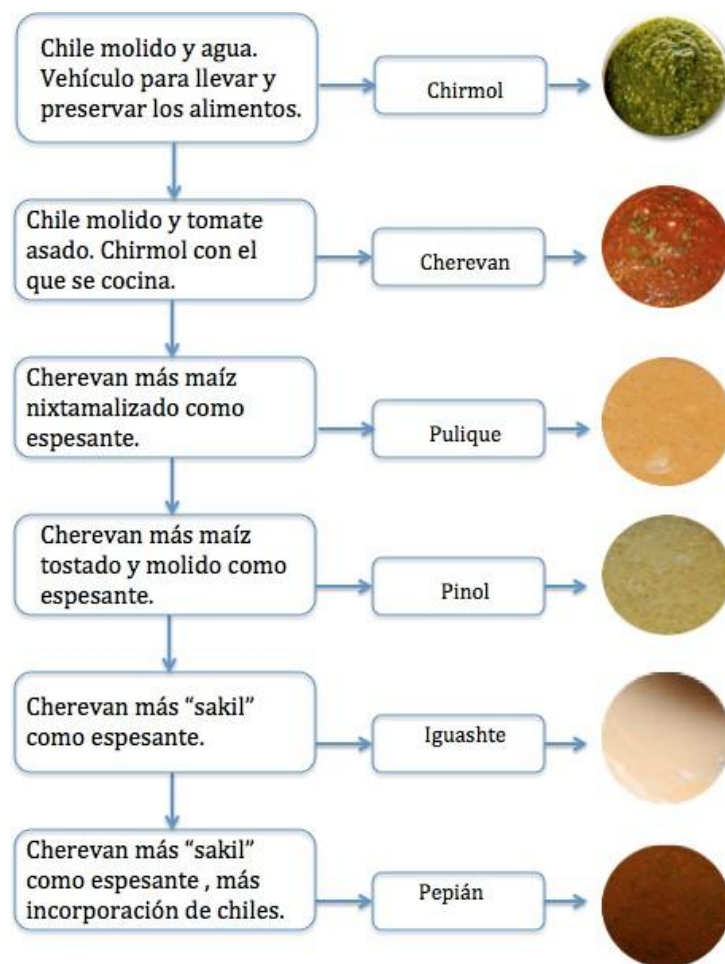 Chile molido y agua.
Vehículo para llevar y
preservar los alimentos.
Chirmol
Chile molido y tomate
asado. Chirmol con el
que se cocina.
Cherevan
Cherevan más maíz
nixtamalizado como
espesante.
Pulique
Cherevan más maíz
tostado y molido como
espesante.
Pinol
Cherevan más “sakil”
como espesante.
Iguashte
Cherevan más “sakil”
como espesante , más
incorporación de chiles.
Pepián